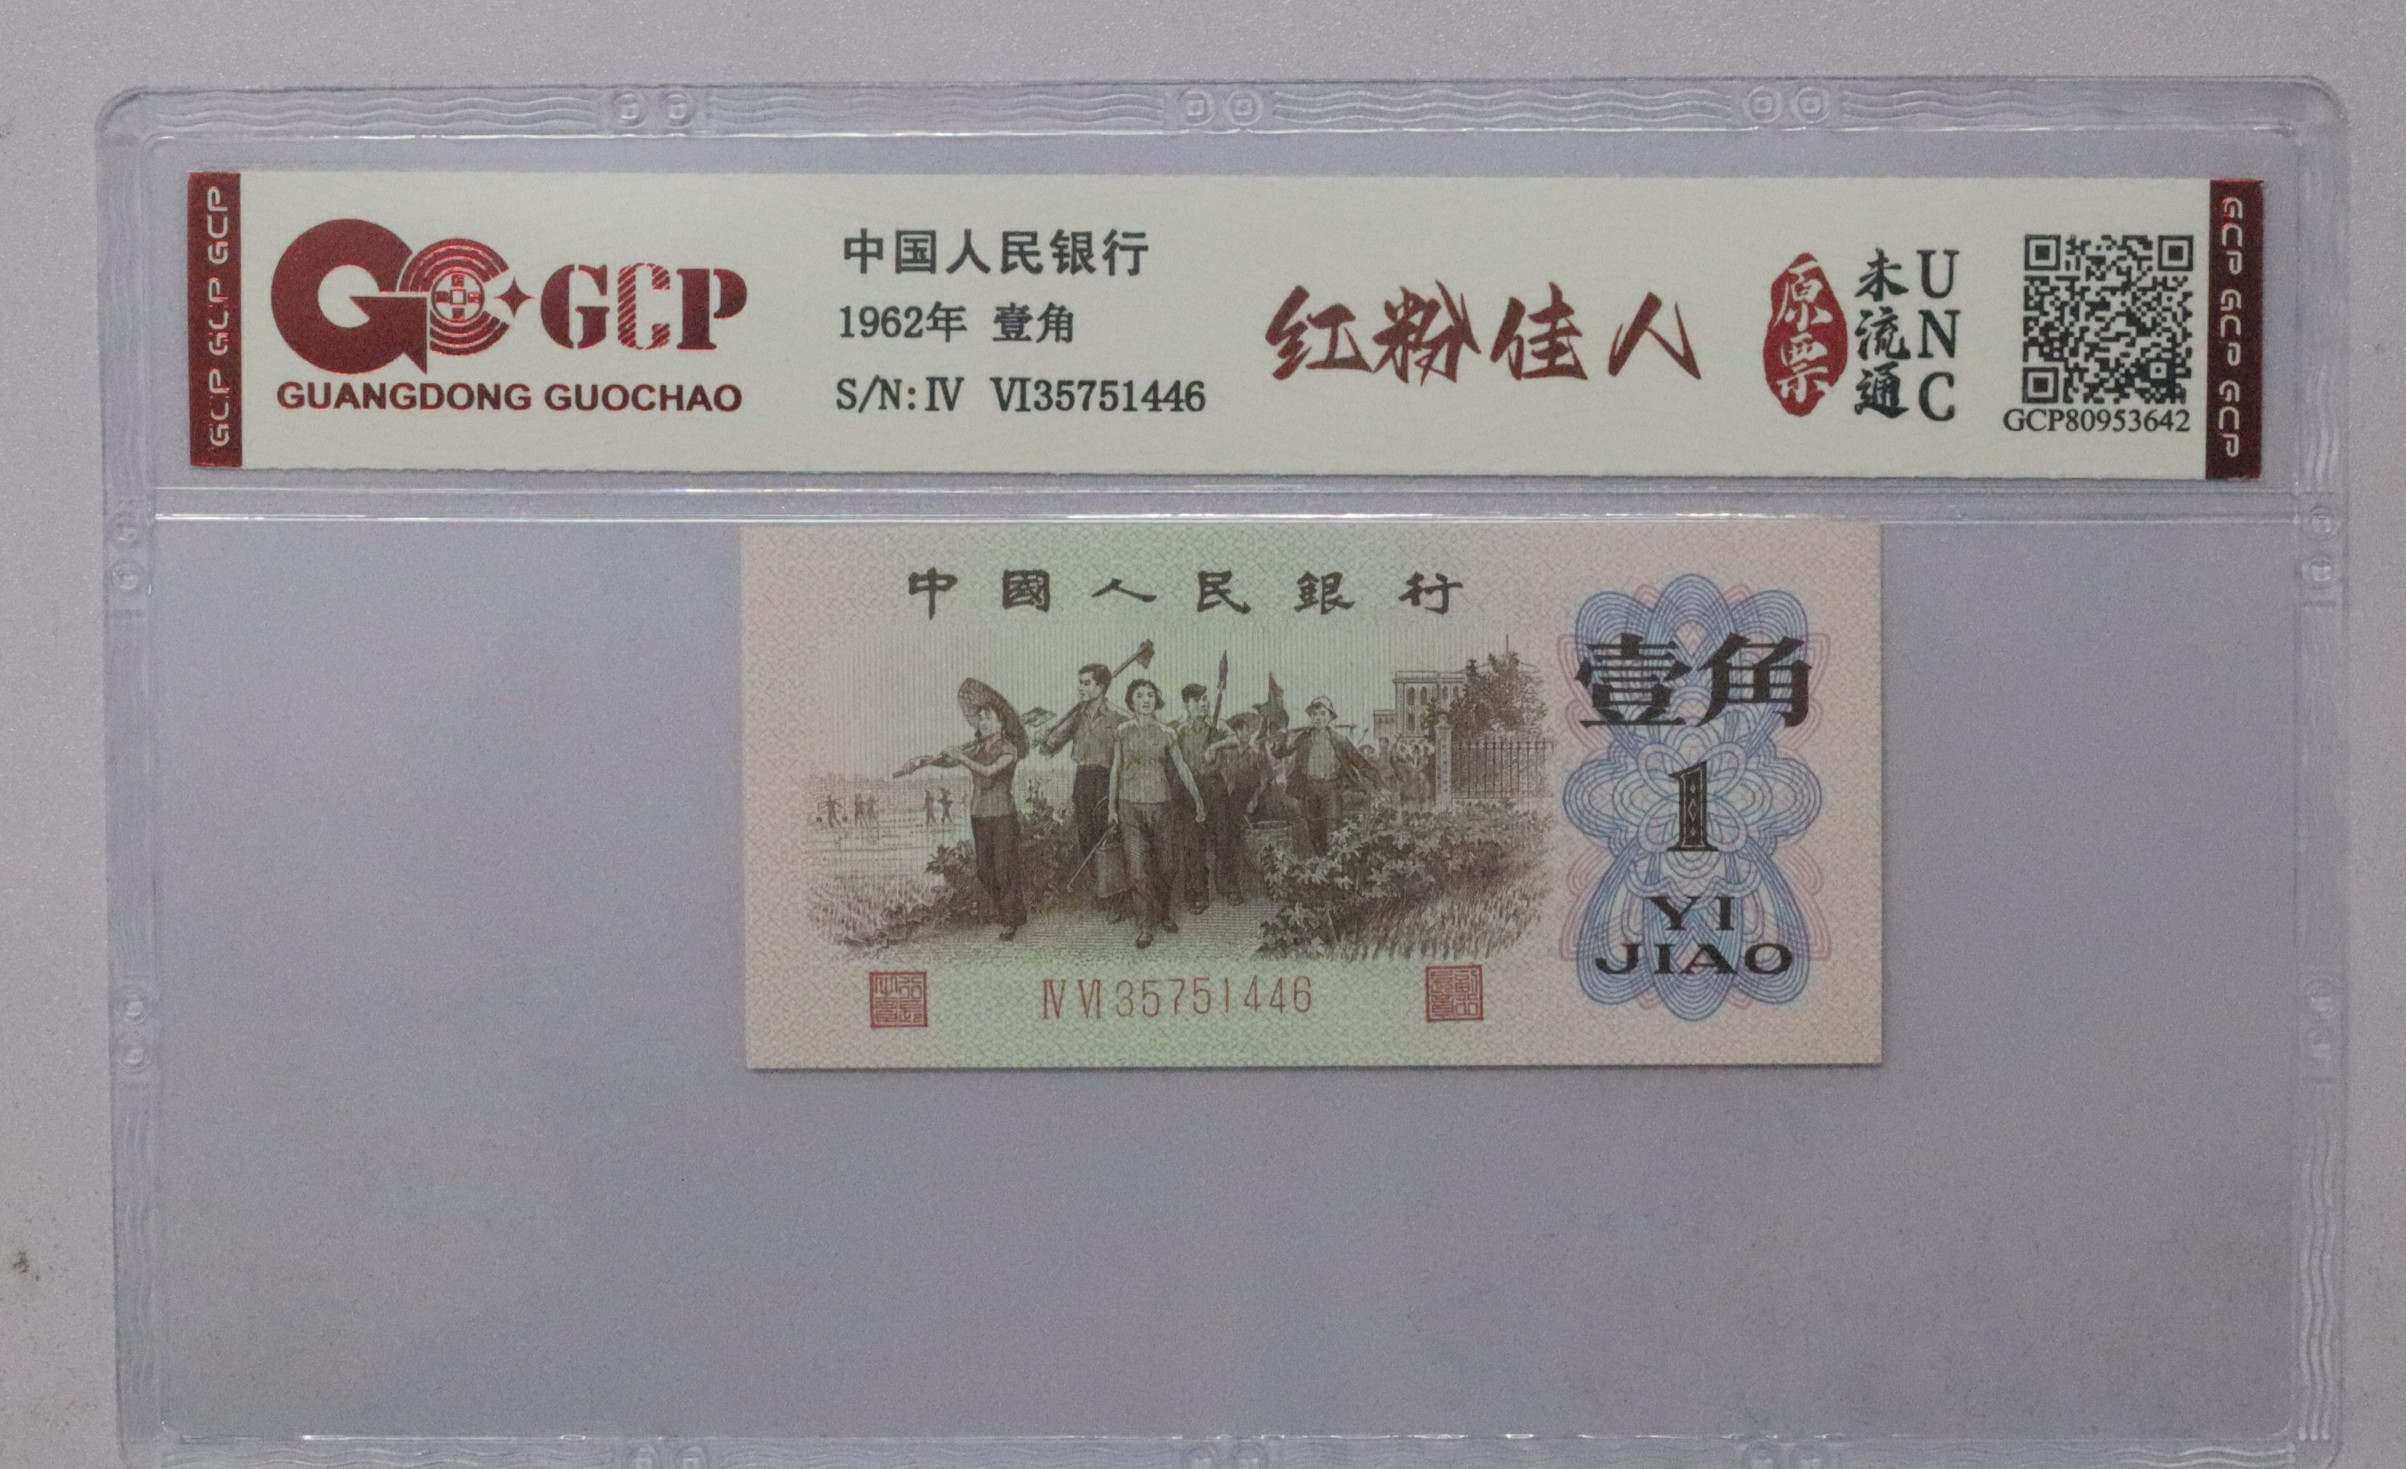 GCP GCP GCP
GCP
GUANGDONG GUOCHAO
中国人民银行
1962年 壹角
S/N: IV VI35751446
红粉佳人
原票
未流通
UNC
GCP80953642
GCP GCP GCP
中國人民銀行
壹角
1
YI
JIAO
IV VI 35751446